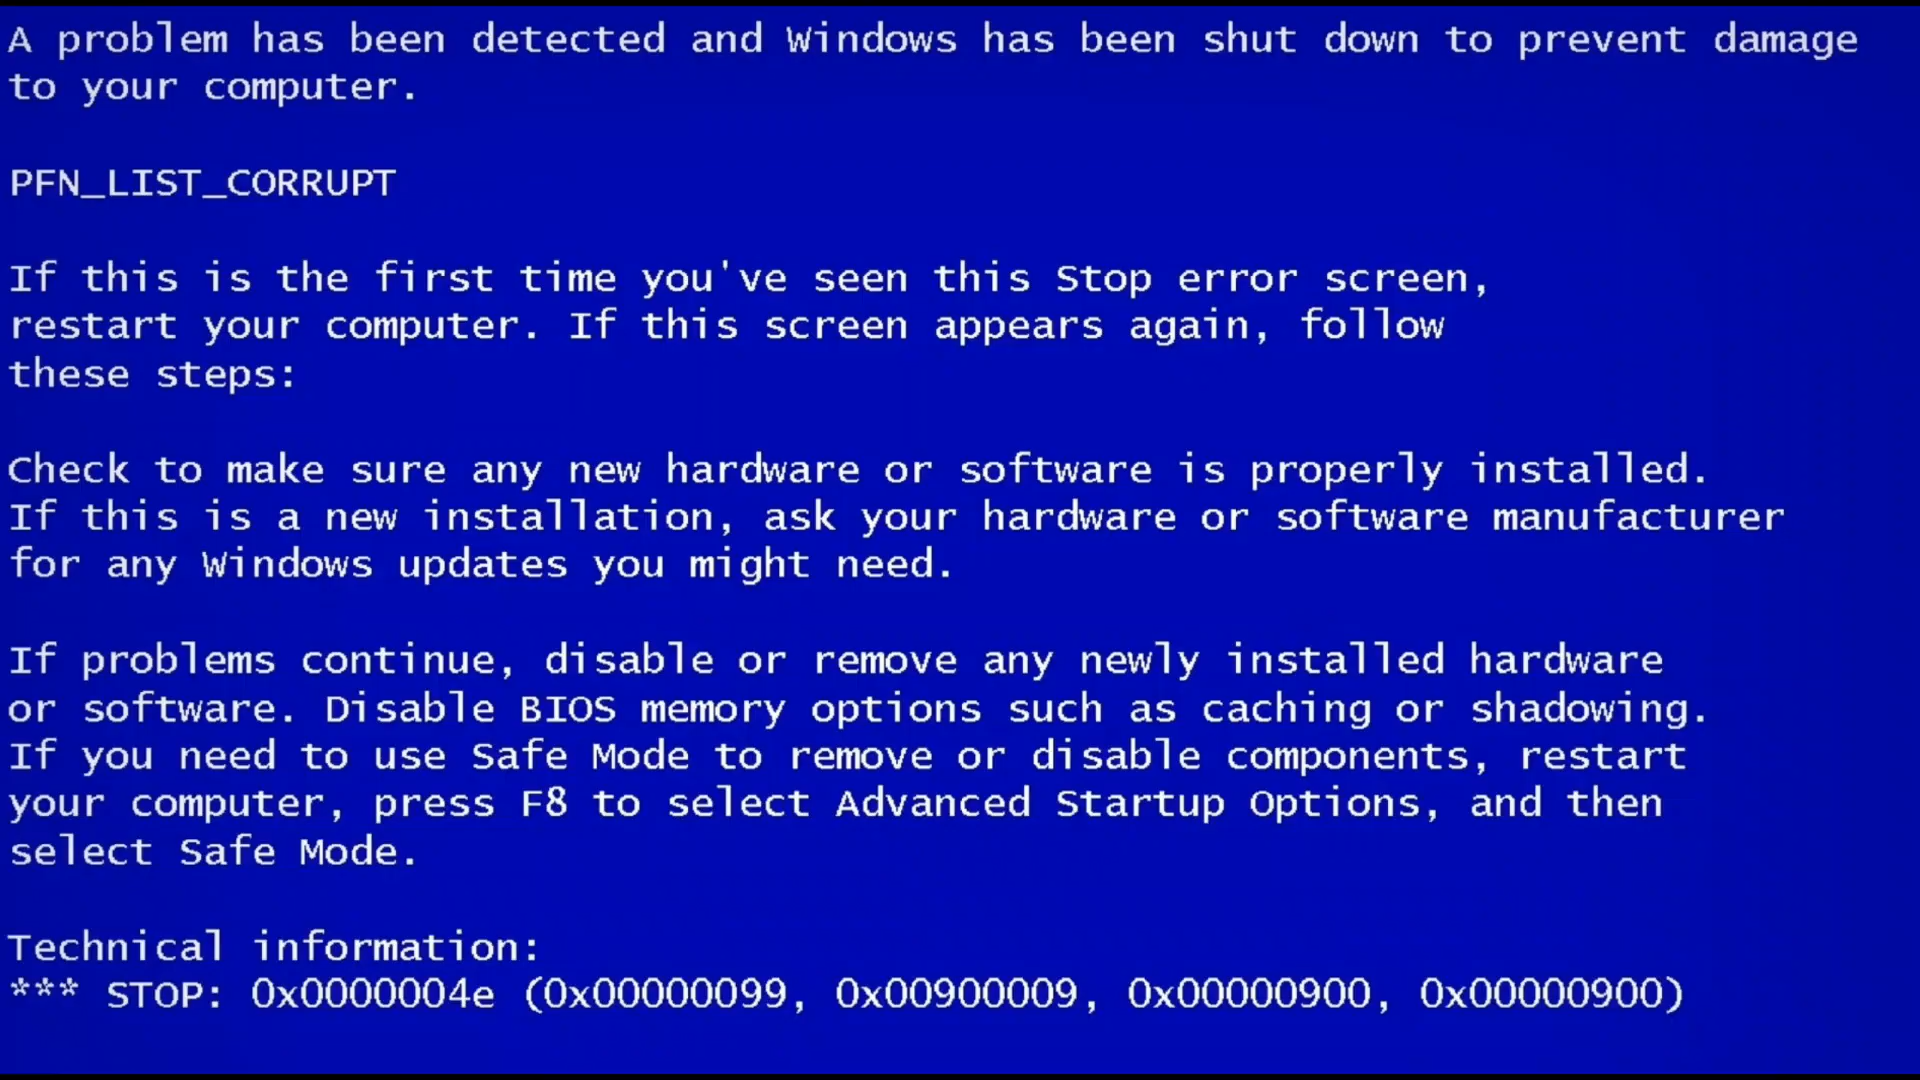 A problem has been detected and Windows has been shut down to prevent damage
to your computer.
PFN_LIST_CORRUPT
If this is the first time you've seen this Stop error screen,
restart your computer. If this screen appears again, follow
these steps:
Check to make sure any new hardware or software is properly installed.
If this is a new installation, ask your hardware or software manufacturer
for any Windows updates you might need.
If problems continue, disable or remove any newly installed hardware
or software. Disable BIOS memory options such as caching or shadowing.
If you need to use Safe Mode to remove or disable components, restart
your computer, press F8 to select Advanced Startup Options, and then
select Safe Mode.
Technical information:
*** STOP: 0x0000004e (0x00000099, 0x00900009, 0x00000900, 0x00000900)